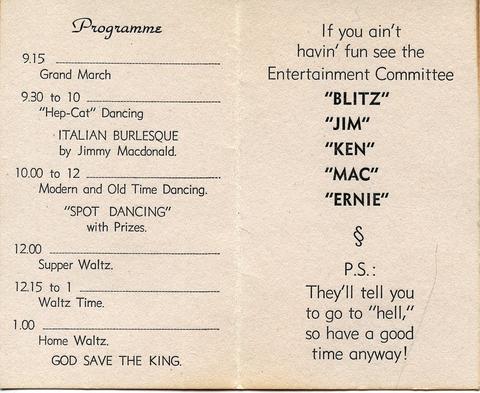 Programme
9.15
Grand March
9.30 to 10
"Hep-Cat" Dancing
ITALIAN BURLESQUE
by Jimmy Macdonald.
10.00 to 12
Modern and Old Time Dancing.
"SPOT DANCING"
with Prizes.
12.00
Supper Waltz.
12.15 to 1
Waltz Time.
1.00
Home Waltz.
GOD SAVE THE KING.
If you ain't
havin' fun see the
Entertainment Committee
"BLITZ"
"JIM"
"KEN"
"MAC"
"ERNIE"
§
P.S.:
They'll tell you
to go to "hell,"
so have a good
time anyway!